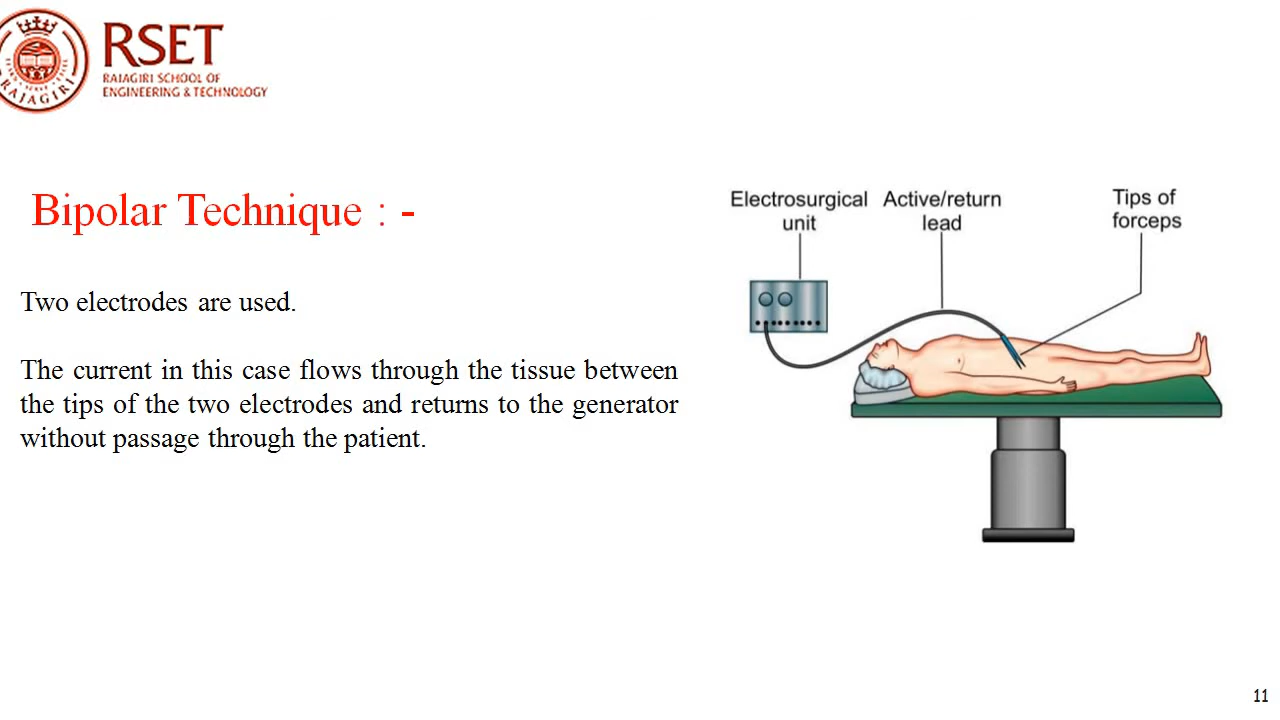 RAJAGIRI
RSET
RAJAGIRI SCHOOL OF
ENGINEERING & TECHNOLOGY
Bipolar Technique : -
Two electrodes are used.
The current in this case flows through the tissue between
the tips of the two electrodes and returns to the generator
without passage through the patient.
Electrosurgical
unit
Active/return
lead
Tips of
forceps
11